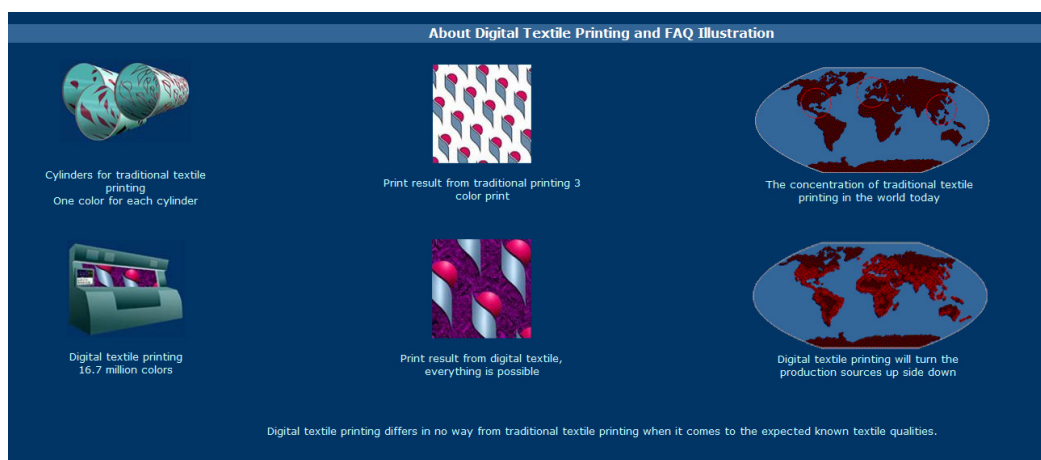 About Digital Textile Printing and FAQ Illustration
Cylinders for traditional textile
printing
One color for each cylinder
Print result from traditional printing 3
color print
The concentration of traditional textile
printing in the world today
Digital textile printing
16.7 million colors
Print result from digital textile,
everything is possible
Digital textile printing will turn the
production sources up side down
Digital textile printing differs in no way from traditional textile printing when it comes to the expected known textile qualities.